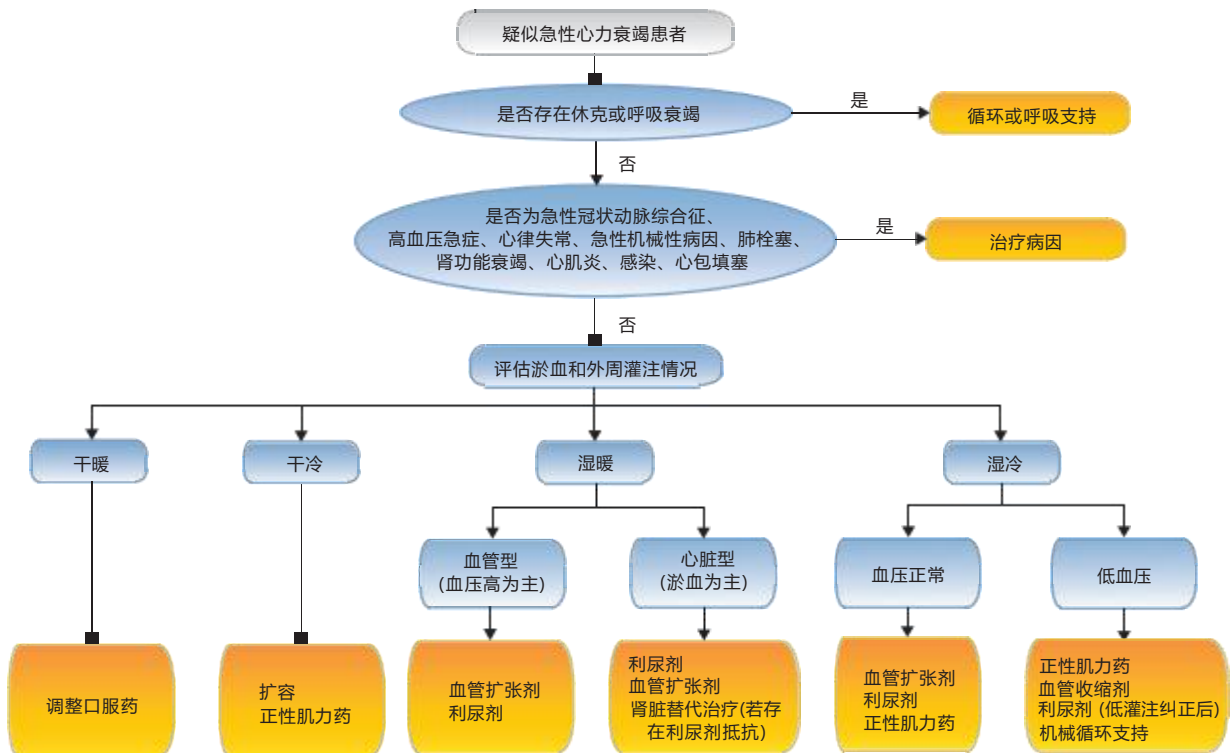 疑似急性心力衰竭患者
是否存在休克或呼吸衰竭
是
循环或呼吸支持
否
是否为急性冠状动脉综合征、
高血压急症、心律失常、急性机械性病因、肺栓塞、
肾功能衰竭、心肌炎、感染、心包填塞
是
治疗病因
否
评估淤血和外周灌注情况
干暖
干冷
湿暖
湿冷
血管型
(血压高为主)
心脏型
(淤血为主)
血压正常
低血压
调整口服药
扩容
正性肌力药
血管扩张剂
利尿剂
利尿剂
血管扩张剂
肾脏替代治疗(若存
在利尿剂抵抗)
血管扩张剂
利尿剂
正性肌力药
正性肌力药
血管收缩剂
利尿剂 (低灌注纠正后)
机械循环支持